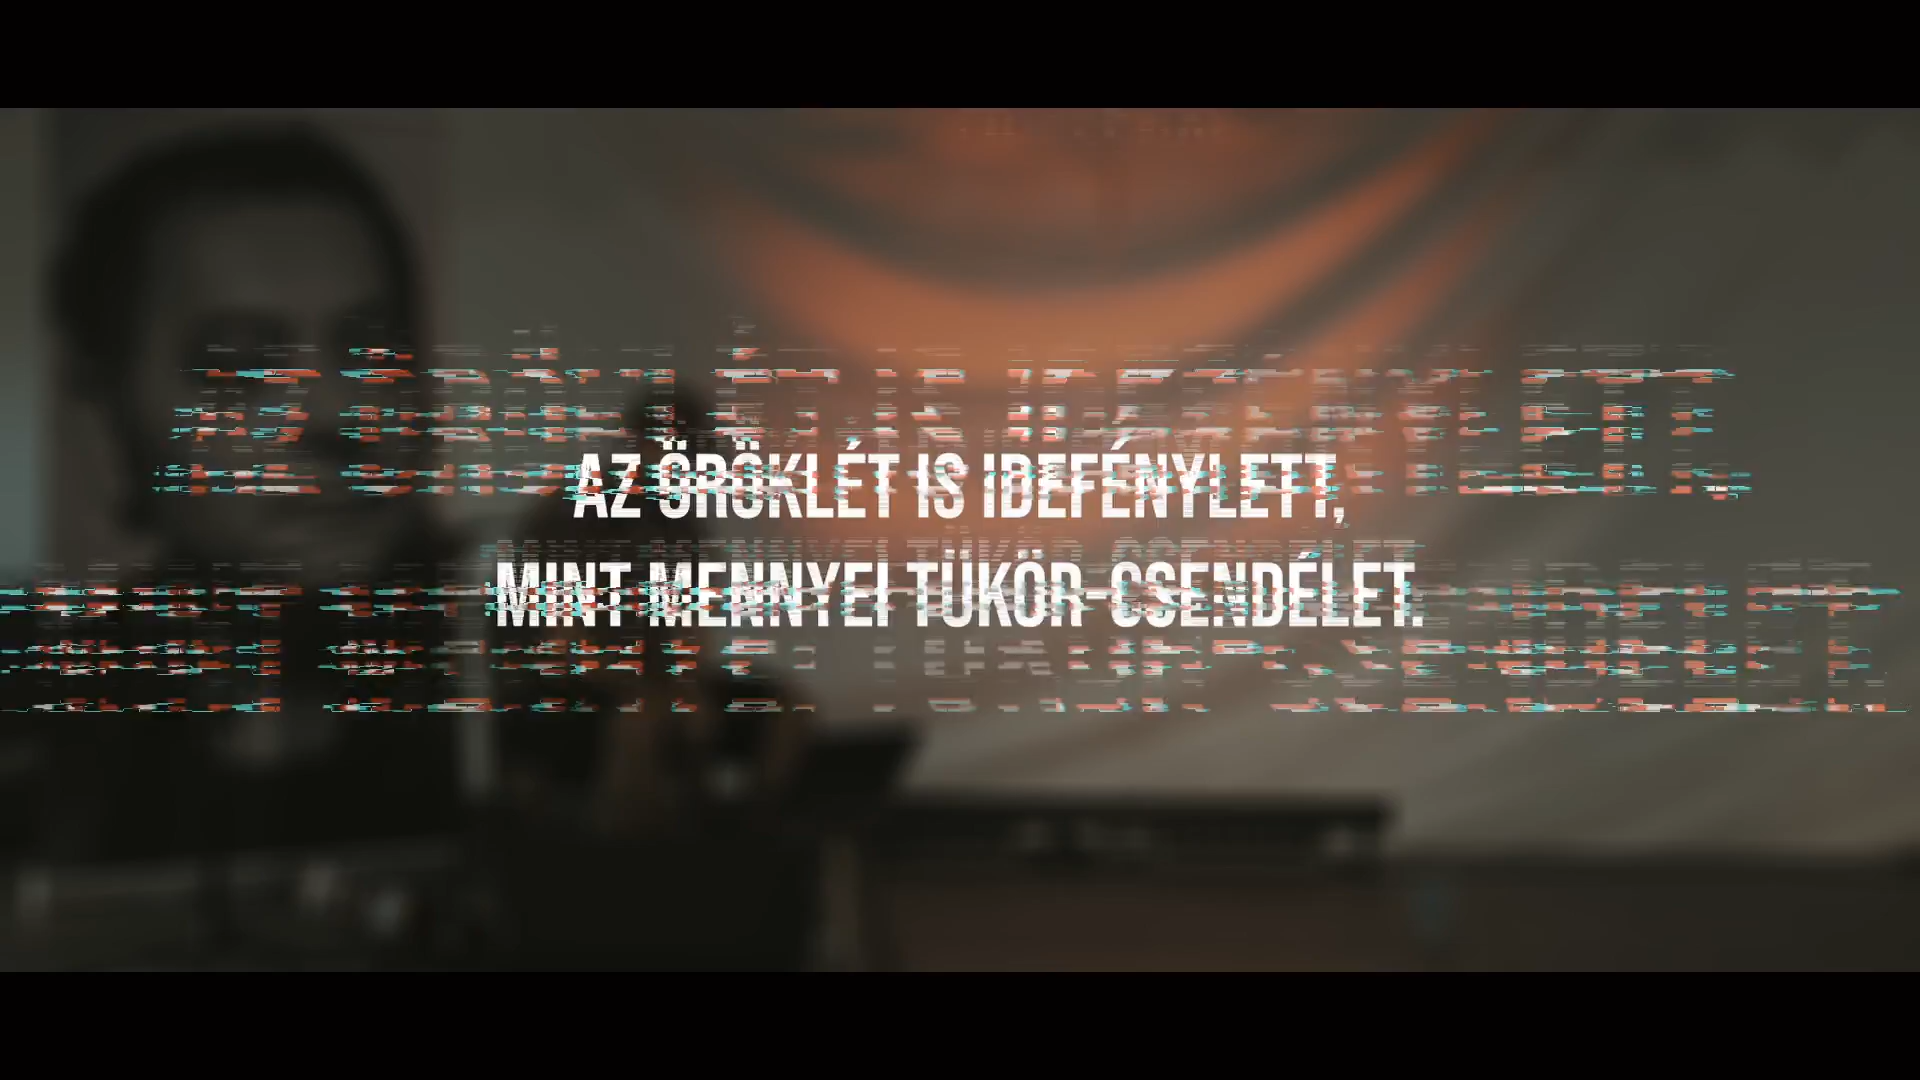 AZ ÖRÖKLÉT IS IDEFÉNYLETT,
MINT MENNYEI TÜKÖR-CSENDÉLET.